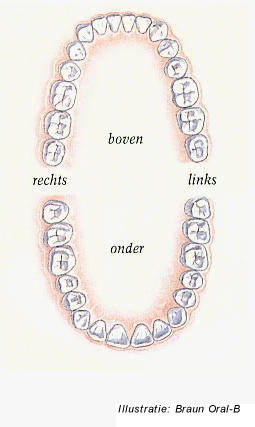 boven
rechts links
onder
Illustratie: Braun Oral-B